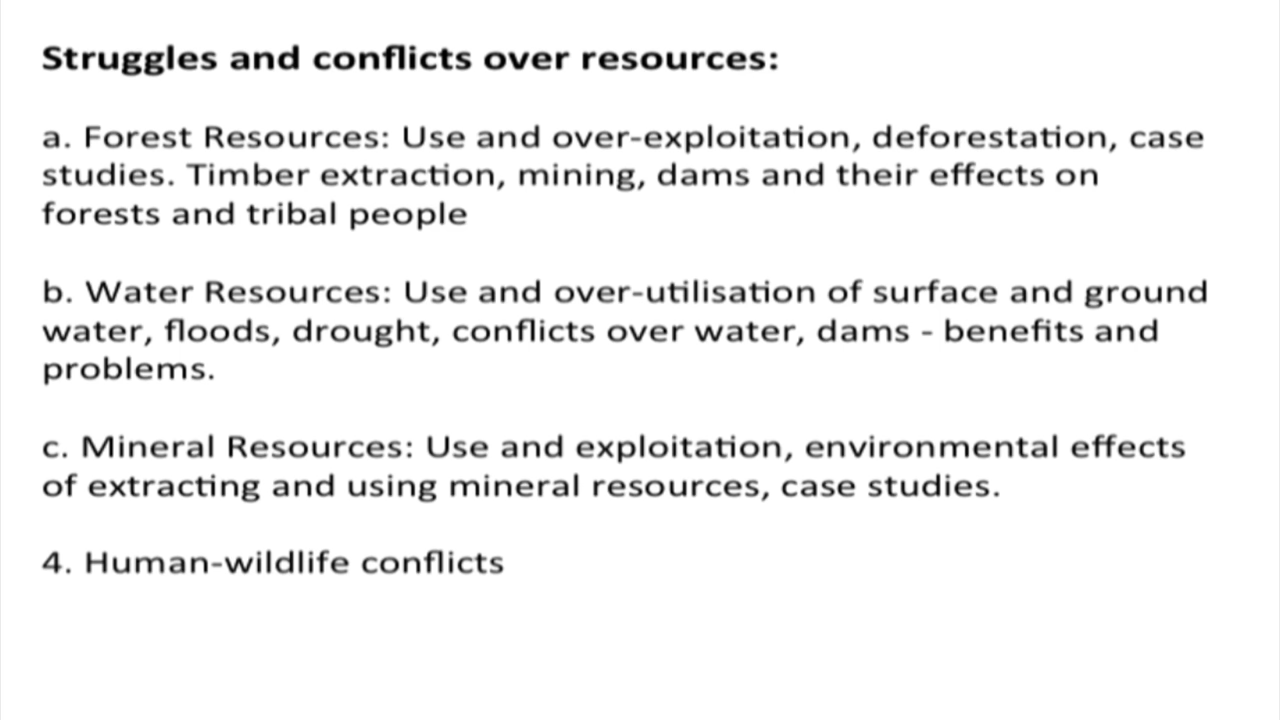 Struggles and conflicts over resources:
a. Forest Resources: Use and over-exploitation, deforestation, case
studies. Timber extraction, mining, dams and their effects on
forests and tribal people
b. Water Resources: Use and over-utilisation of surface and ground
water, floods, drought, conflicts over water, dams - benefits and
problems.
c. Mineral Resources: Use and exploitation, environmental effects
of extracting and using mineral resources, case studies.
4. Human-wildlife conflicts